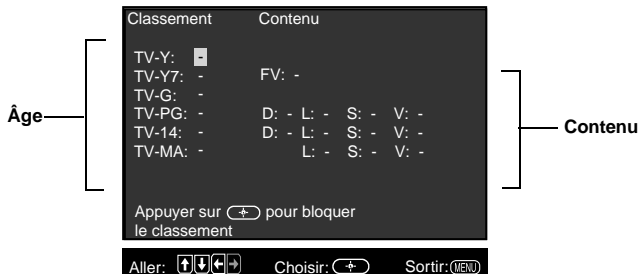 Classement Contenu
TV-Y: -
TV-Y7: - FV: -
TV-G: -
TV-PG: - D: - L: - S: - V: -
TV-14: - D: - L: - S: - V: -
TV-MA: - L: - S: - V: -
Âge
Contenu
Appuyer sur pour bloquer
le classement
Aller: Choisir: Sortir: MENU